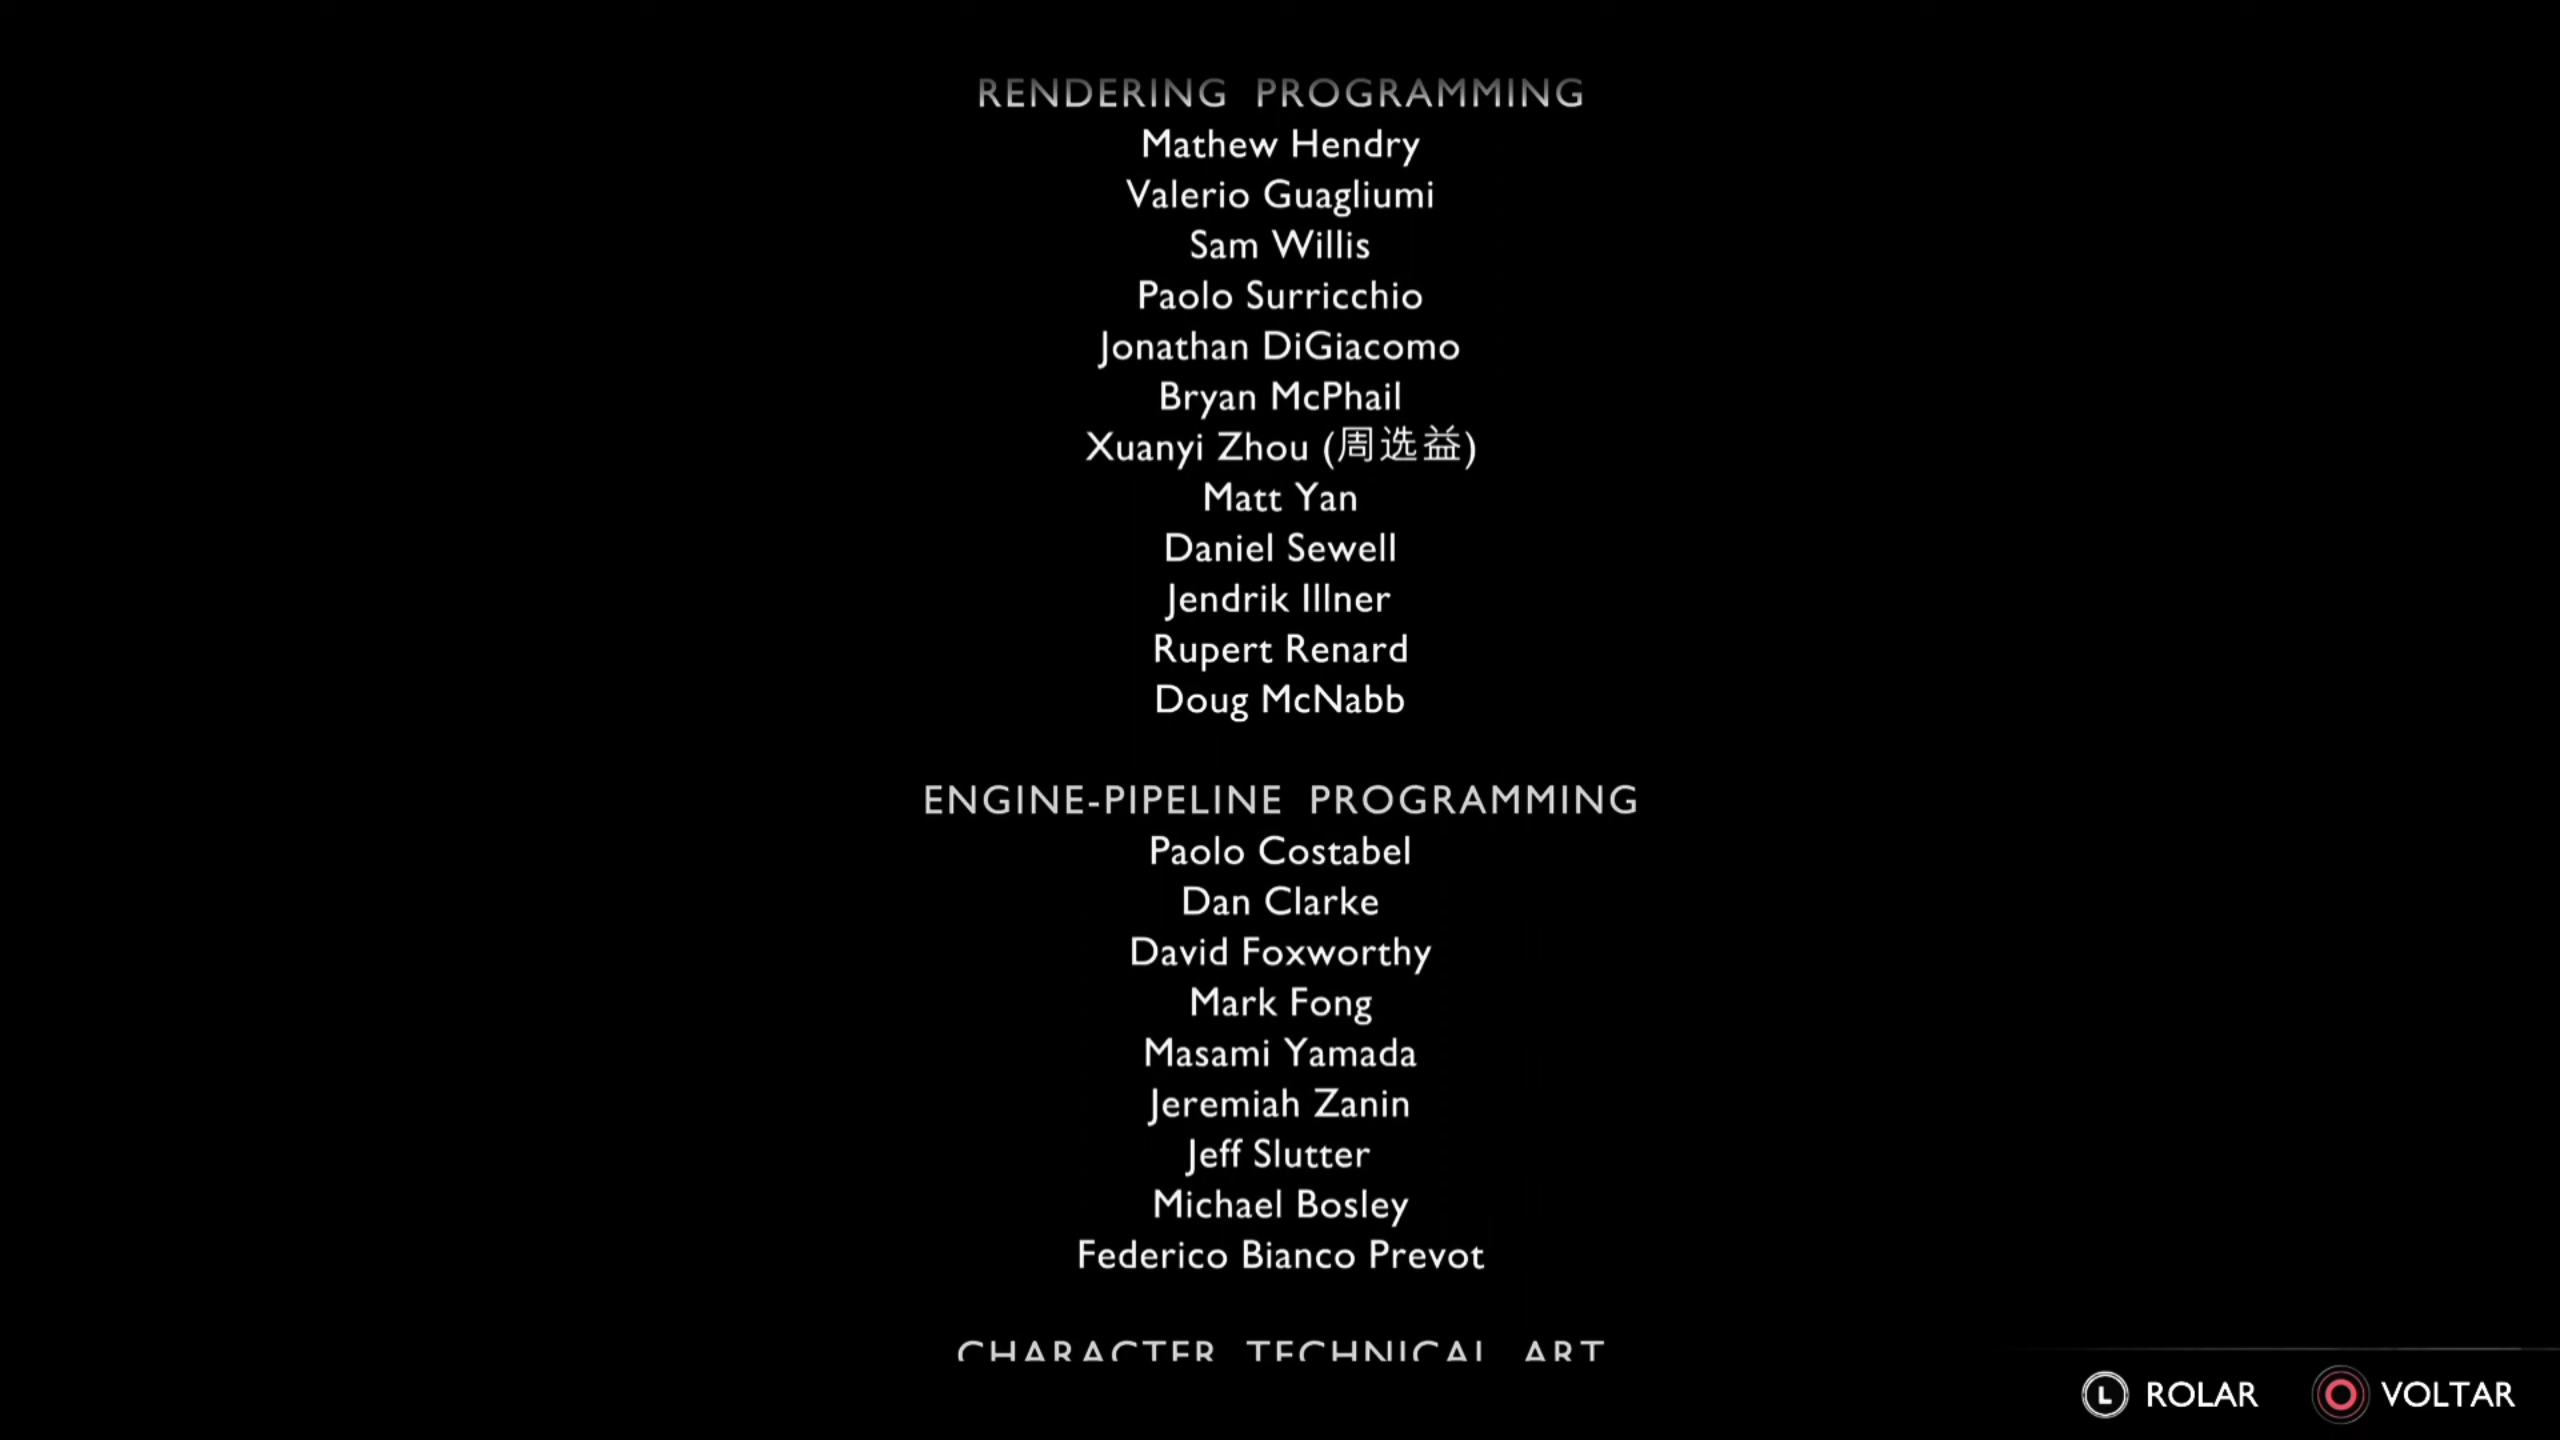 RENDERING PROGRAMMING
Mathew Hendry
Valerio Guagliumi
Sam Willis
Paolo Surricchio
Jonathan DiGiacomo
Bryan McPhail
Xuanyi Zhou (周选益)
Matt Yan
Daniel Sewell
Jendrik Illner
Rupert Renard
Doug McNabb
ENGINE-PIPELINE PROGRAMMING
Paolo Costabel
Dan Clarke
David Foxworthy
Mark Fong
Masami Yamada
Jeremiah Zanin
Jeff Slutter
Michael Bosley
Federico Bianco Prevot
CHARACTER TECHNICAL ART
L ROLAR VOLTAR